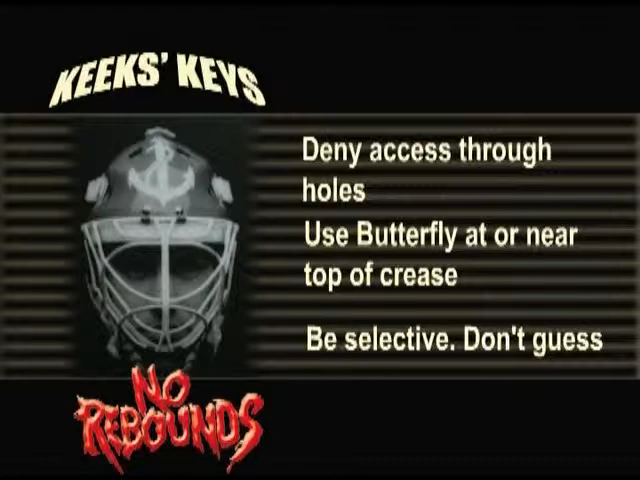 KEEKS' KEYS
Deny access through
holes
Use Butterfly at or near
top of crease
Be selective. Don't guess
NO
REBOUNDS